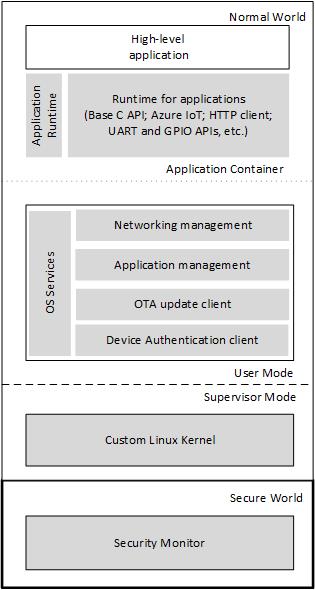 Normal World
High-level
application
Application
Runtime
Runtime for applications
(Base C API; Azure IoT; HTTP client;
UART and GPIO APIs, etc.)
Application Container
OS Services
Networking management
Application management
OTA update client
Device Authentication client
User Mode
Supervisor Mode
Custom Linux Kernel
Secure World
Security Monitor